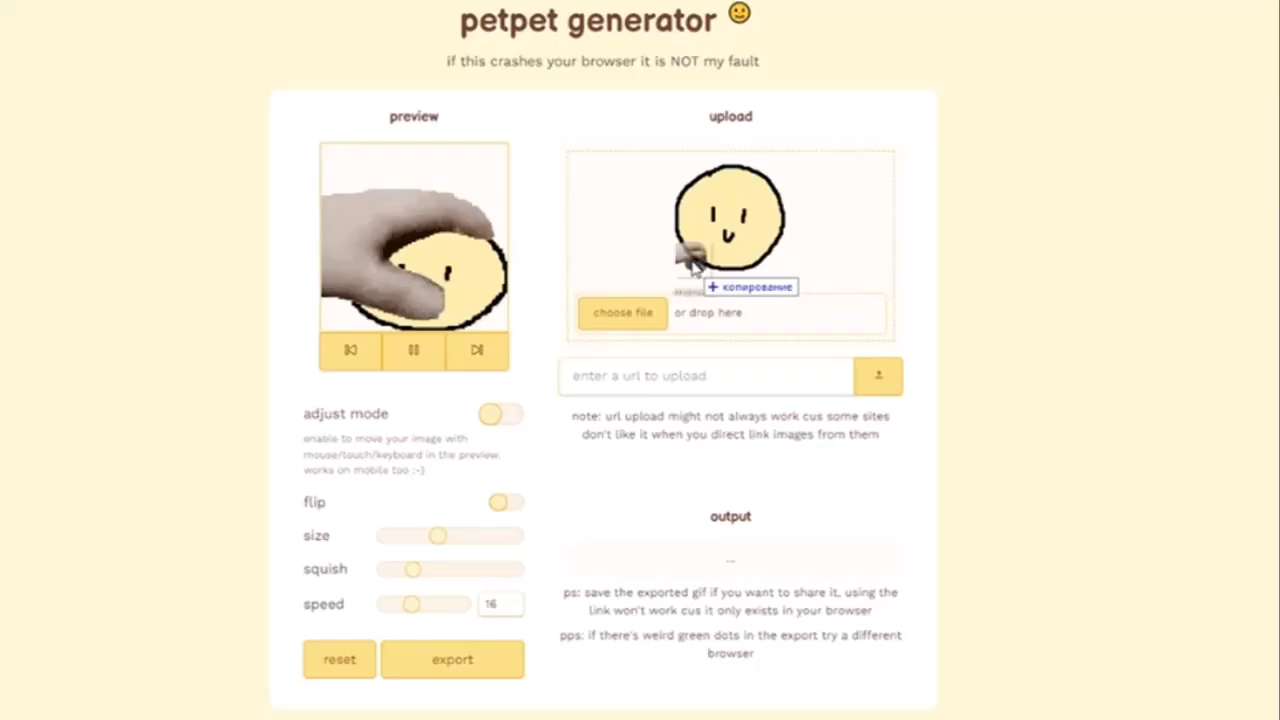 petpet generator
if this crashes your browser it is NOT my fault
preview
adjust mode
enable to move your image with
mouse/touch/keyboard in the preview,
works on mobile too :-)
flip
size
squish
speed
16
reset
export
upload
+ копирование
choose file
or drop here
enter a url to upload
note: url upload might not always work cus some sites
don't like it when you direct link images from them
output
...
ps: save the exported gif if you want to share it, using the
link won't work cus it only exists in your browser
pps: if there's weird green dots in the export try a different
browser